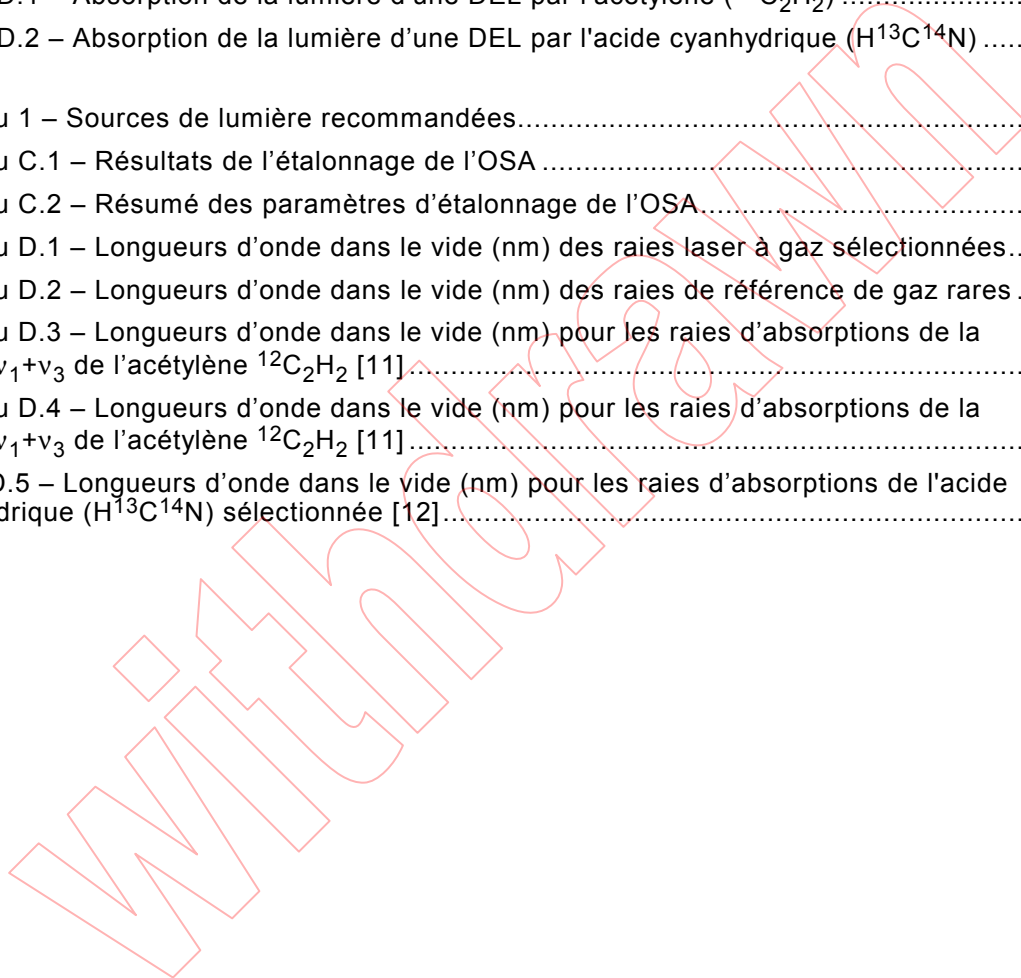 D.1 – Absorption de la lumière d'une DEL par l'acétylène ( C2H2) ......................
D.2 – Absorption de la lumière d'une DEL par l'acide cyanhydrique (H13C14N) .....
u 1 – Sources de lumière recommandées..............................................................
u C.1 – Résultats de l'étalonnage de l'OSA ...........................................................
u C.2 – Résumé des paramètres d'étalonnage de l'OSA.......................................
u D.1 – Longueurs d'onde dans le vide (nm) des raies laser à gaz sélectionnées..
u D.2 – Longueurs d'onde dans le vide (nm) des raies de référence de gaz rares .
u D.3 – Longueurs d'onde dans le vide (nm) pour les raies d'absorptions de la
ν1+ν3 de l'acétylène 12C2H2 [11]...........................................................................
u D.4 – Longueurs d'onde dans le vide (nm) pour les raies d'absorptions de la
ν1+ν3 de l'acétylène 12C2H2 [11]...........................................................................
D.5 – Longueurs d'onde dans le vide (nm) pour les raies d'absorptions de l'acide
drique (H13C14N) sélectionnée [12].......................................................................
withdrawn